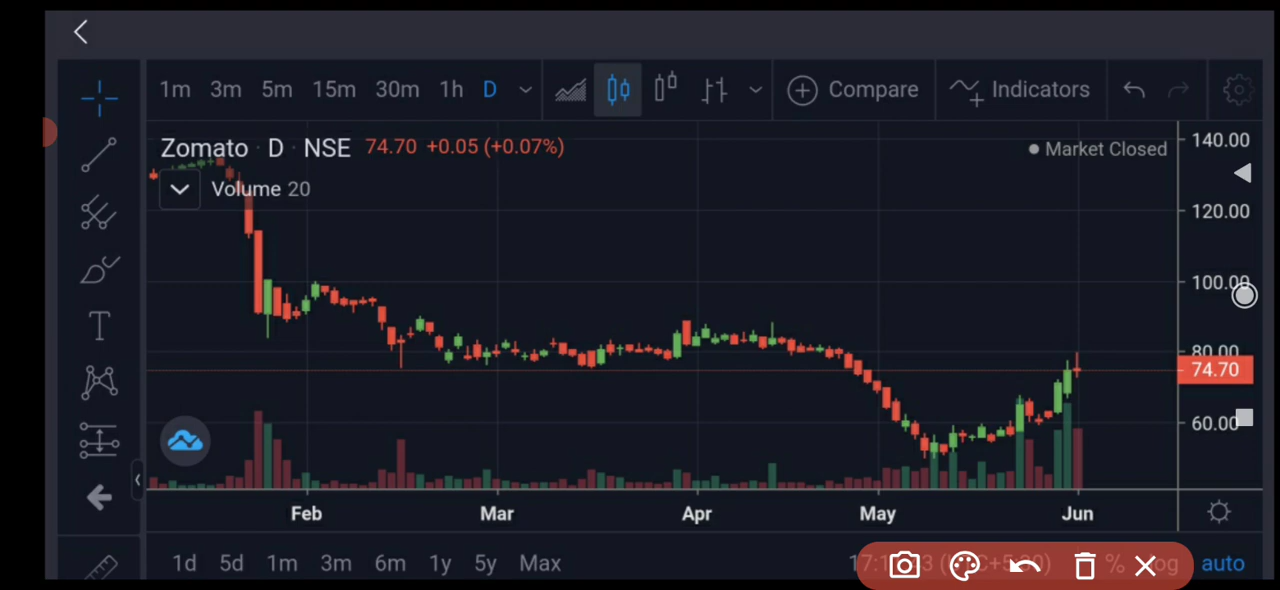 1m 3m 5m 15m 30m 1h D Compare Indicators
Zomato · D · NSE 74.70 +0.05 (+0.07%) Market Closed
Volume 20
140.00
120.00
100.00
80.00
74.70
60.00
T
Feb Mar Apr May Jun
1d 5d 1m 3m 6m 1y 5y Max % log auto